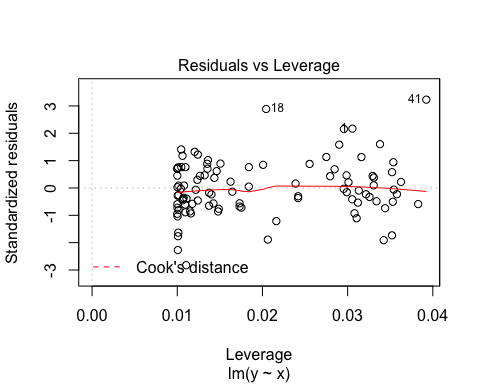 Residuals vs Leverage
Standardized residuals
3
2
1
0
-1
-3
18
41
Cook's distance
0.00 0.01 0.02 0.03 0.04
Leverage
lm(y ~ x)